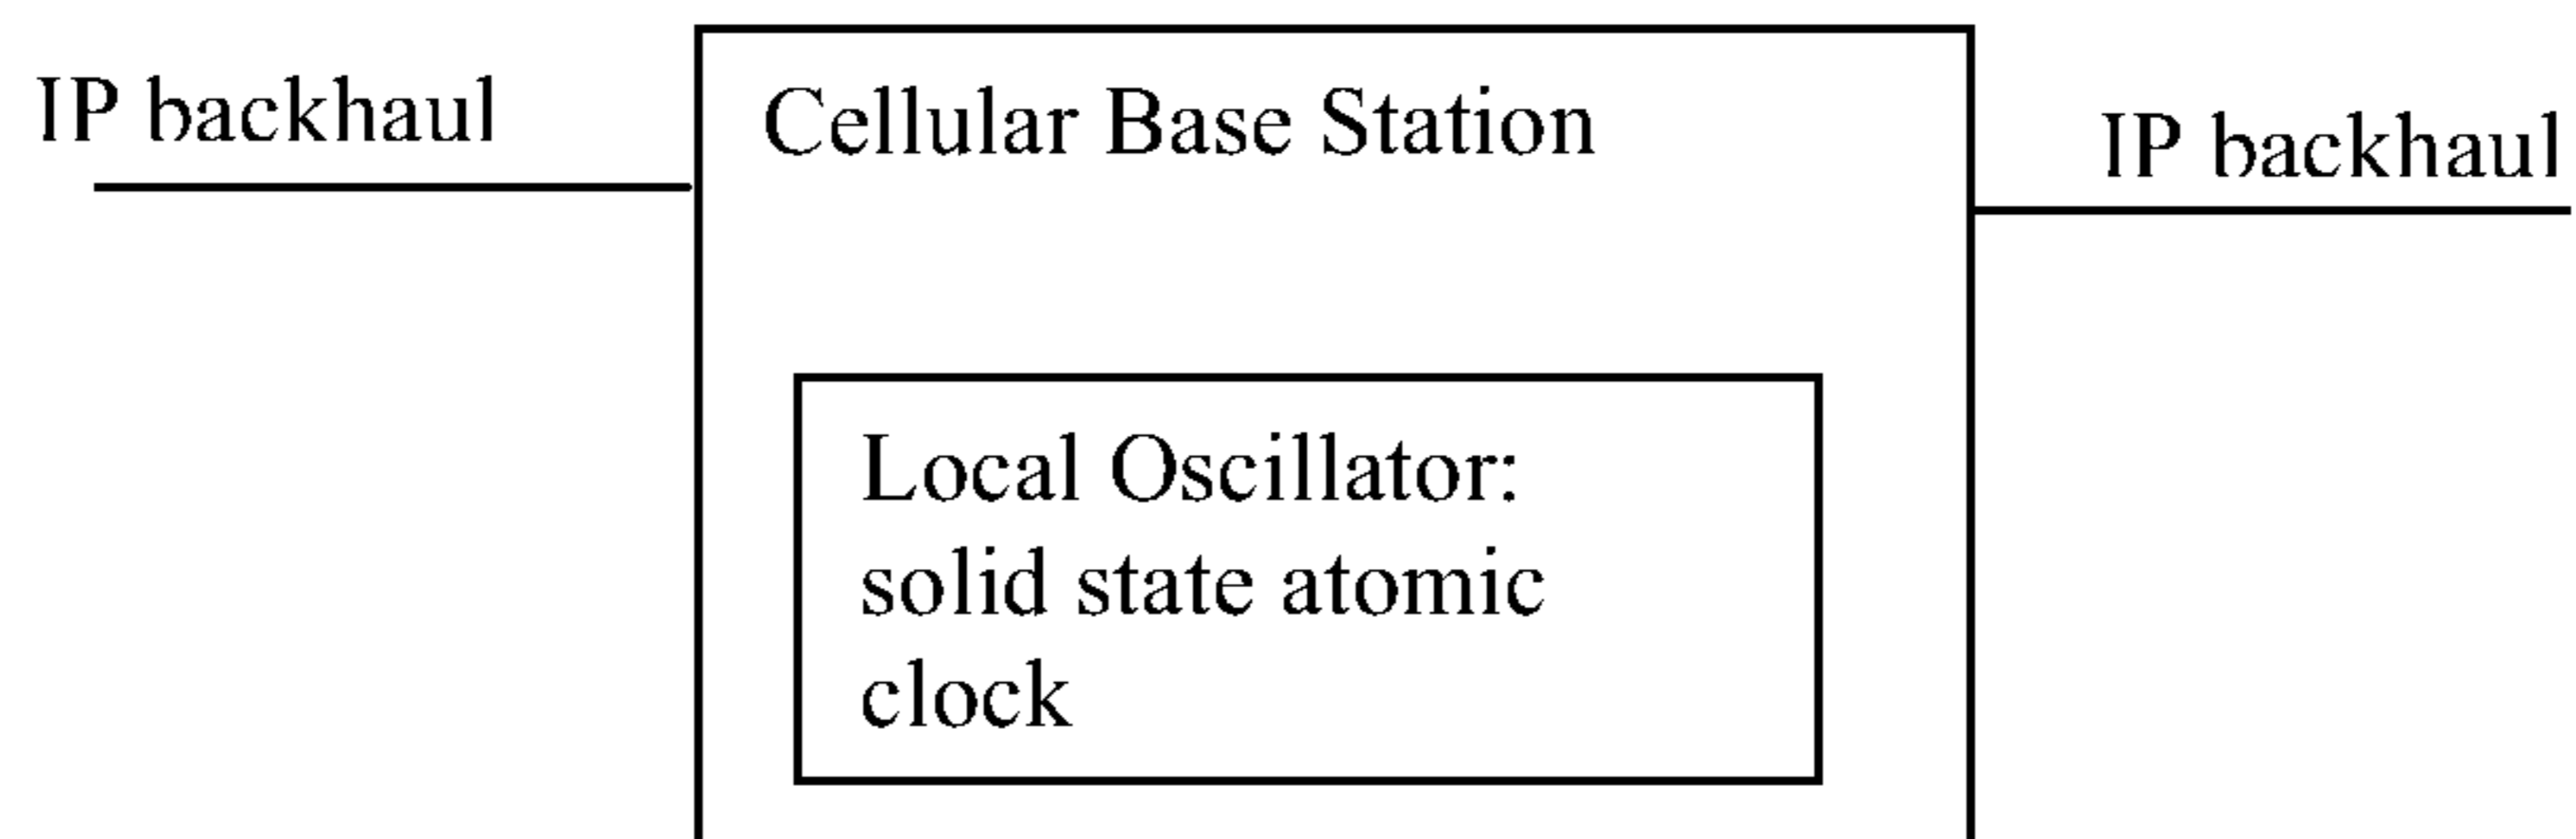 IP backhaul
Cellular Base Station
IP backhaul
Local Oscillator:
solid state atomic
clock